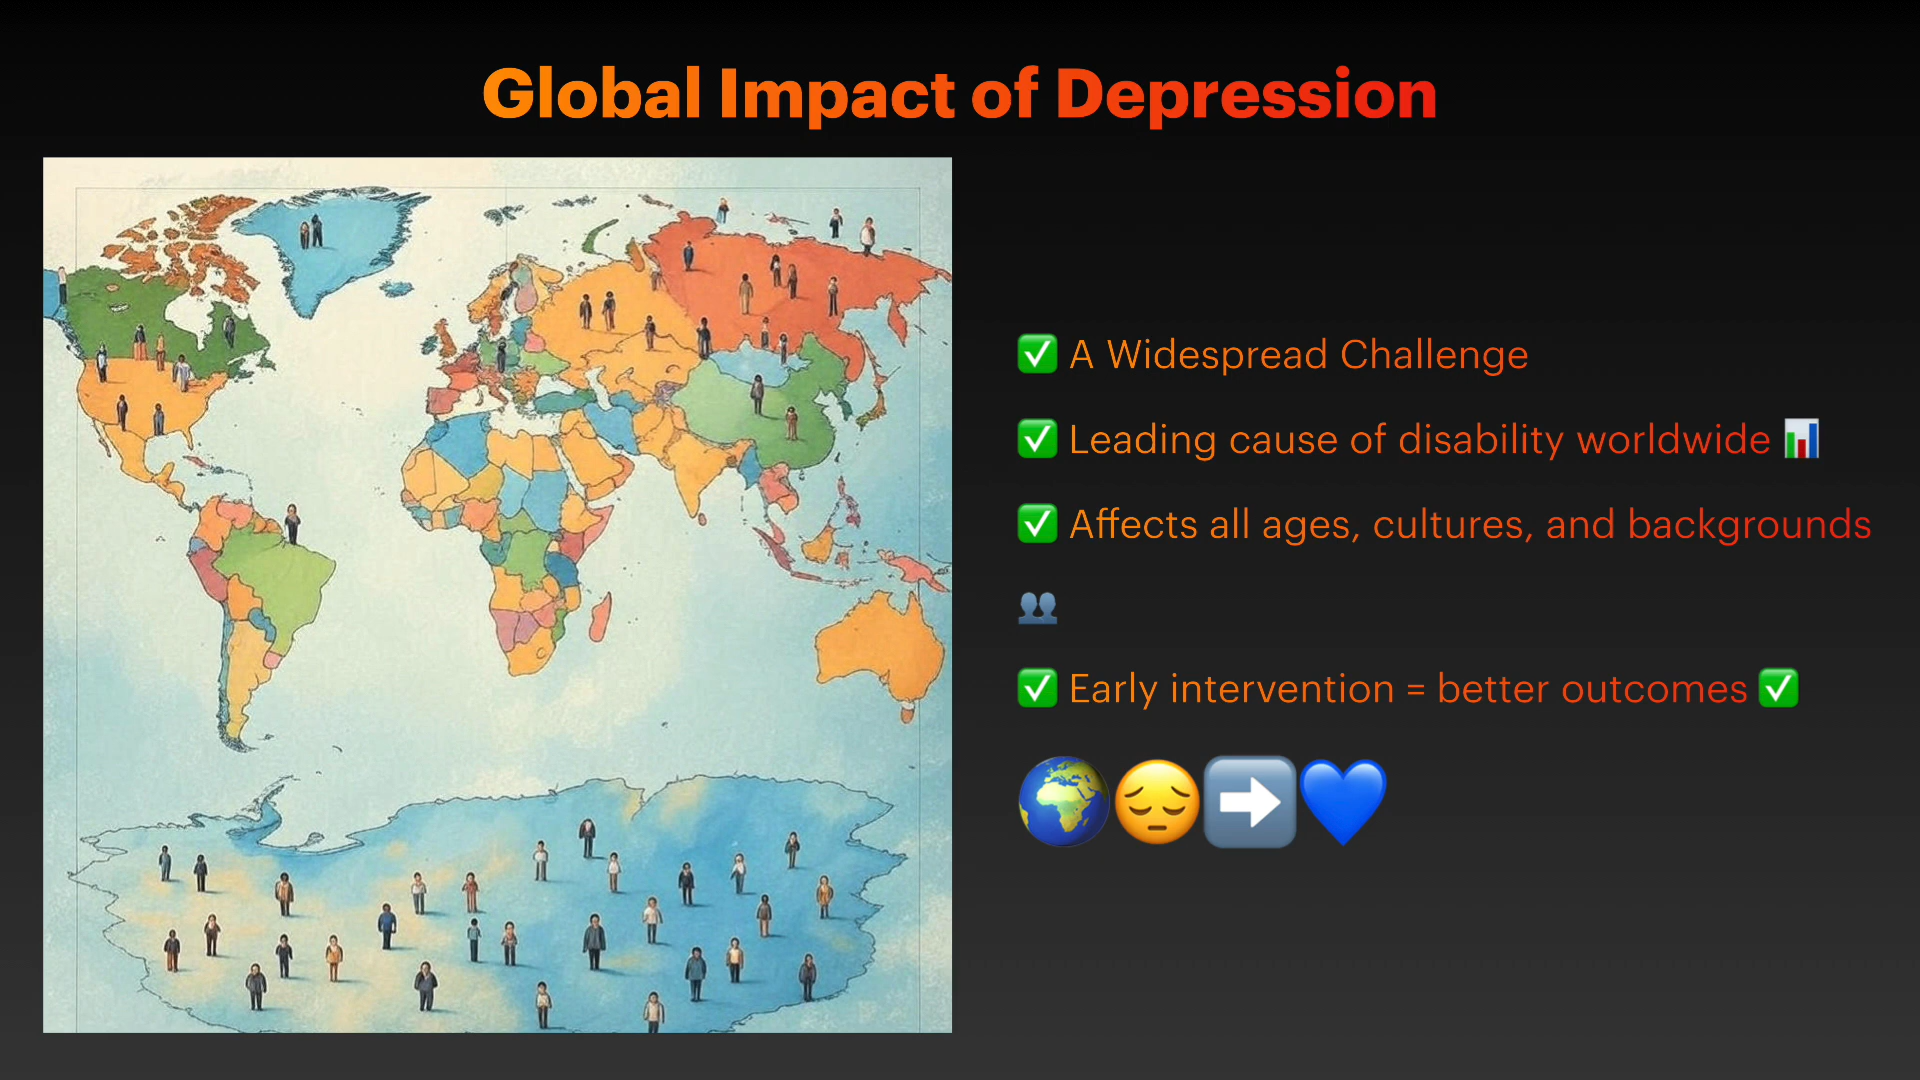 Global Impact of Depression
✅ A Widespread Challenge
✅ Leading cause of disability worldwide 📊
✅ Affects all ages, cultures, and backgrounds
👥
✅ Early intervention = better outcomes ✅
🌍😔➡️💙